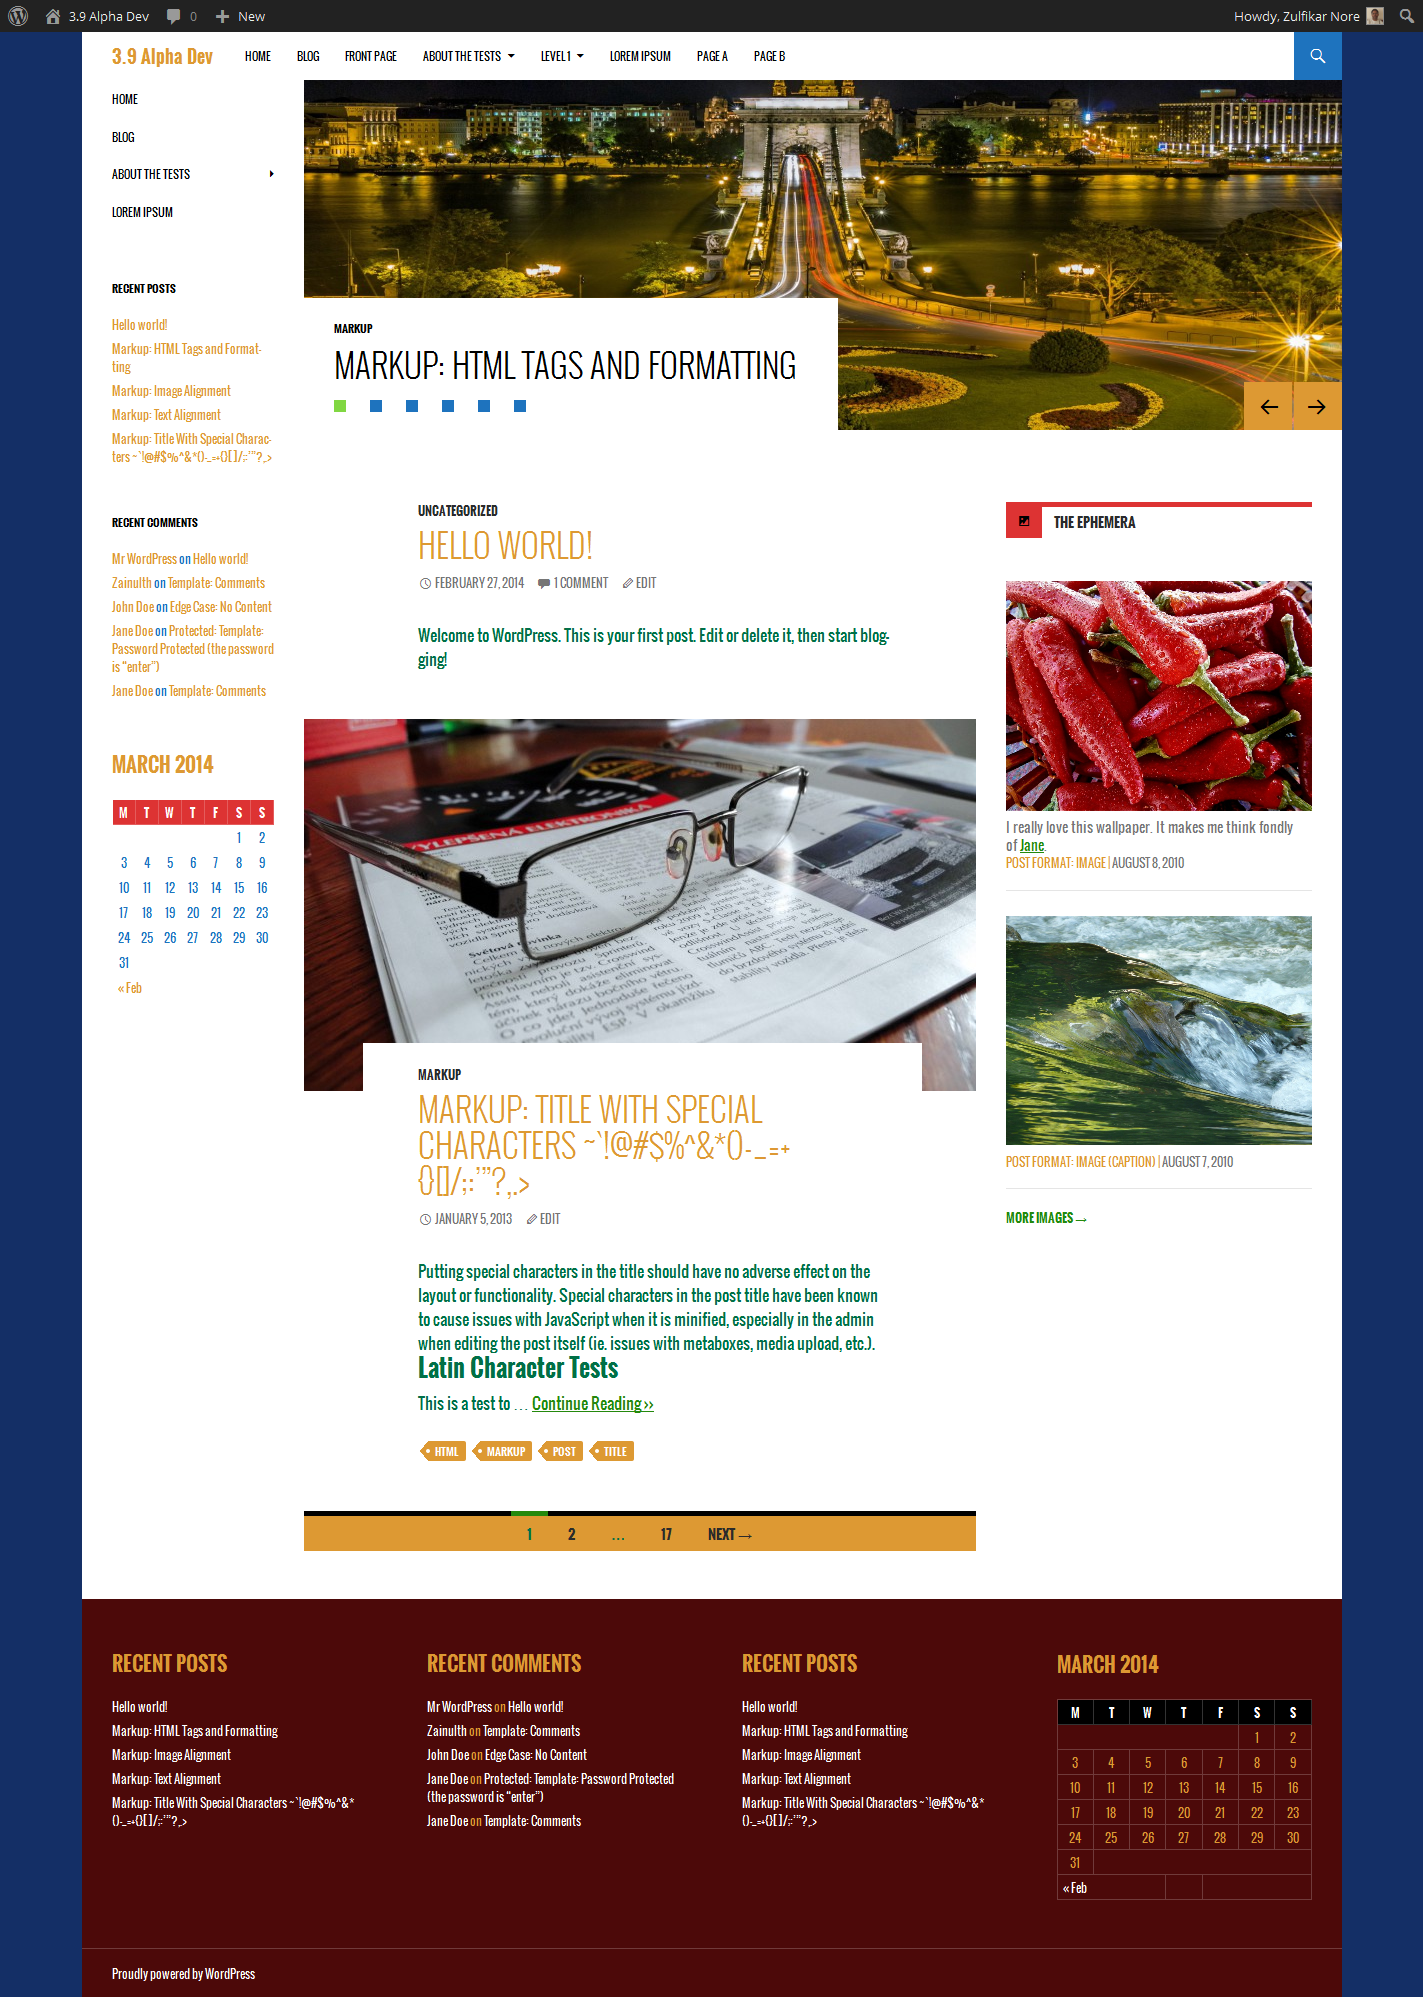 3.9 Alpha Dev 0 New Howdy, Zulfikar Nore
3.9 Alpha Dev HOME BLOG FRONT PAGE ABOUT THE TESTS LEVEL 1 LOREM IPSUM PAGE A PAGE B
HOME
BLOG
ABOUT THE TESTS
LOREM IPSUM
RECENT POSTS
Hello world!
Markup: HTML Tags and Format-
ting
Markup: Image Alignment
Markup: Text Alignment
Markup: Title With Special Charac-
ters ~`!@#$%^&*()-_=+{}[]/;:'"?,.>
RECENT COMMENTS
Mr WordPress on Hello world!
Zainulth on Template: Comments
John Doe on Edge Case: No Content
Jane Doe on Protected: Template:
Password Protected (the password
is “enter”)
Jane Doe on Template: Comments
MARCH 2014
M T W T F S S
1 2
3 4 5 6 7 8 9
10 11 12 13 14 15 16
17 18 19 20 21 22 23
24 25 26 27 28 29 30
31
« Feb
MARKUP
MARKUP: HTML TAGS AND FORMATTING
UNCATEGORIZED
HELLO WORLD!
FEBRUARY 27, 2014 1 COMMENT EDIT
Welcome to WordPress. This is your first post. Edit or delete it, then start blog-
ging!
Světová novinka
MARKUP
MARKUP: TITLE WITH SPECIAL
CHARACTERS ~`!@#$%^&*()-_=+
{}[]/;:'"?,.>
JANUARY 5, 2013 EDIT
Putting special characters in the title should have no adverse effect on the
layout or functionality. Special characters in the post title have been known
to cause issues with JavaScript when it is minified, especially in the admin
when editing the post itself (ie. issues with metaboxes, media upload, etc.).
Latin Character Tests
This is a test to … Continue Reading ››
HTML MARKUP POST TITLE
1 2 … 17 NEXT →
THE EPHEMERA
I really love this wallpaper. It makes me think fondly
of Jane.
POST FORMAT: IMAGE | AUGUST 8, 2010
POST FORMAT: IMAGE (CAPTION) | AUGUST 7, 2010
MORE IMAGES →
RECENT POSTS
Hello world!
Markup: HTML Tags and Formatting
Markup: Image Alignment
Markup: Text Alignment
Markup: Title With Special Characters ~`!@#$%^&*
()-_=+{}[]/;:'"?,.>
RECENT COMMENTS
Mr WordPress on Hello world!
Zainulth on Template: Comments
John Doe on Edge Case: No Content
Jane Doe on Protected: Template: Password Protected
(the password is “enter”)
Jane Doe on Template: Comments
RECENT POSTS
Hello world!
Markup: HTML Tags and Formatting
Markup: Image Alignment
Markup: Text Alignment
Markup: Title With Special Characters ~`!@#$%^&*
()-_=+{}[]/;:'"?,.>
MARCH 2014
M T W T F S S
1 2
3 4 5 6 7 8 9
10 11 12 13 14 15 16
17 18 19 20 21 22 23
24 25 26 27 28 29 30
31
« Feb
Proudly powered by WordPress